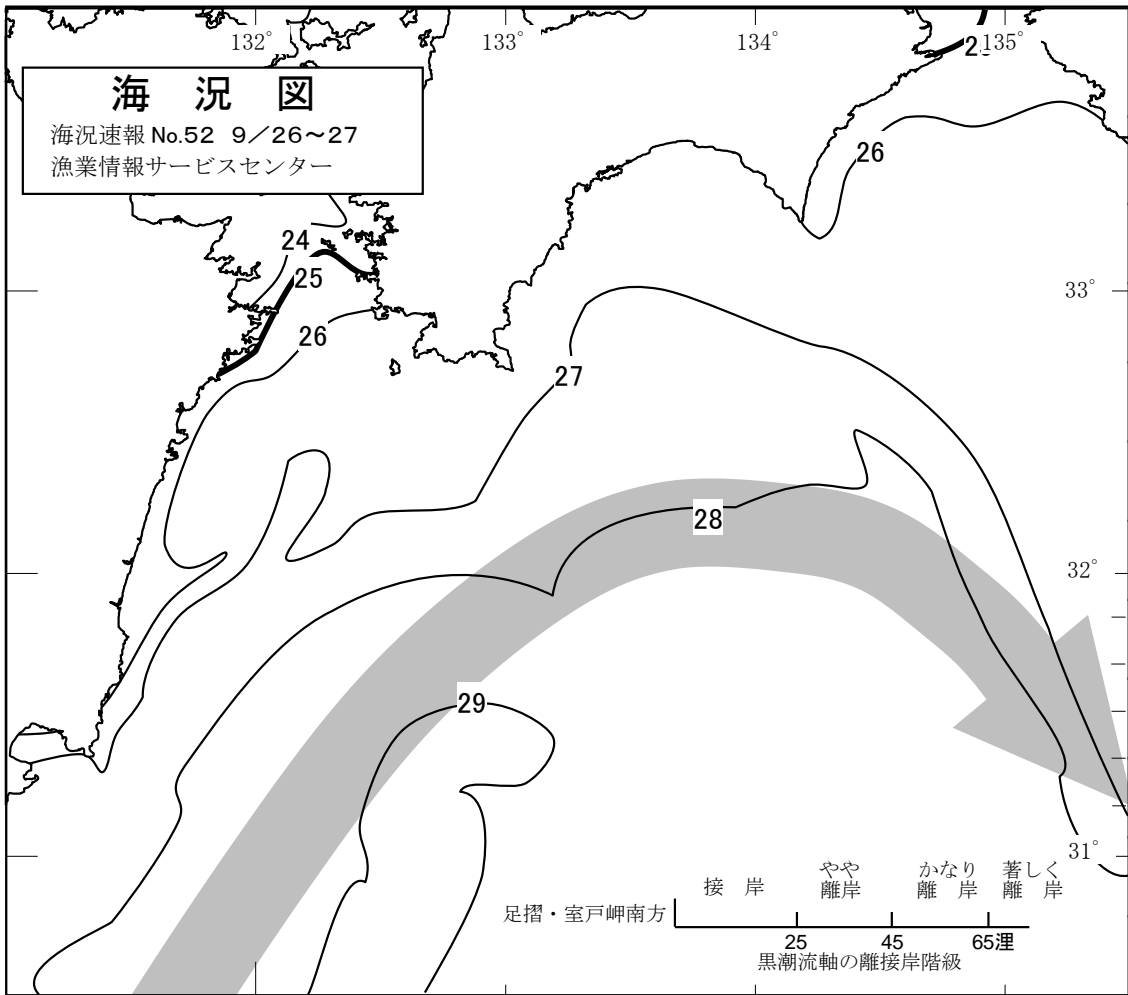 132°
133°
134°
135°
海 況 図
海況速報 No.52 9／26～27
漁業情報サービスセンター
26
24
25
26
27
28
29
33°
32°
31°
接 岸
やや
離岸
かなり
離 岸
著しく
離 岸
足摺・室戸岬南方
25 45 65浬
黒潮流軸の離接岸階級